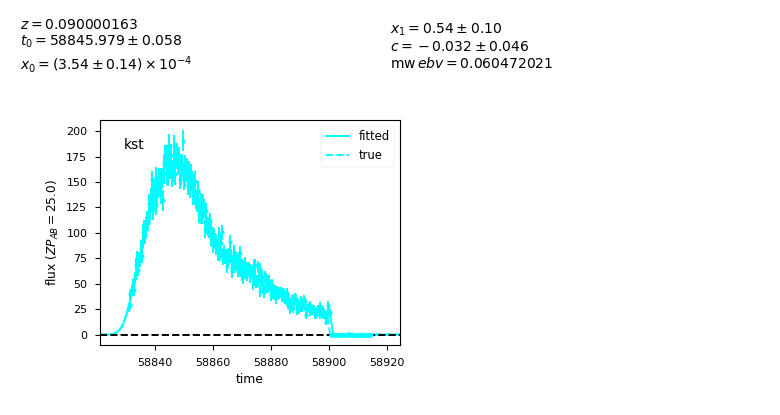 z = 0.090000163
t₀ = 58845.979 ± 0.058
x₀ = (3.54 ± 0.14) × 10⁻⁴
x₁ = 0.54 ± 0.10
c = −0.032 ± 0.046
mw ebv = 0.060472021
kst
fitted
true
200
175
150
125
100
75
50
25
0
flux (ZP_AB = 25.0)
58840 58860 58880 58900 58920
time